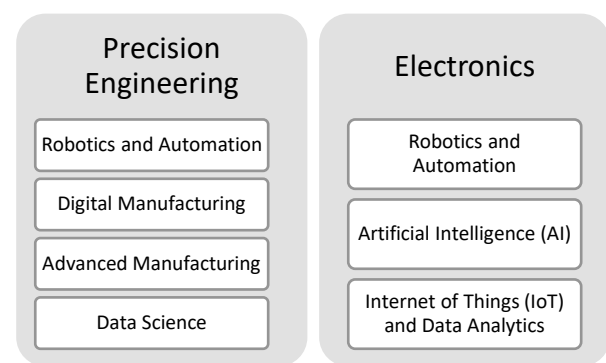 Precision
Engineering
Robotics and Automation
Digital Manufacturing
Advanced Manufacturing
Data Science
Electronics
Robotics and
Automation
Artificial Intelligence (AI)
Internet of Things (IoT)
and Data Analytics